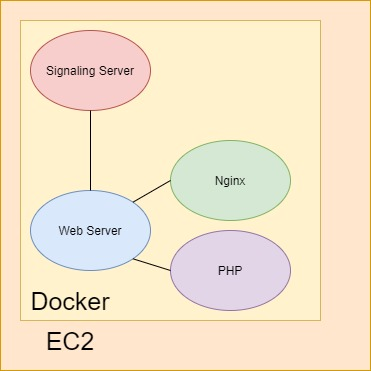 Signaling Server
Nginx
Web Server
PHP
Docker
EC2